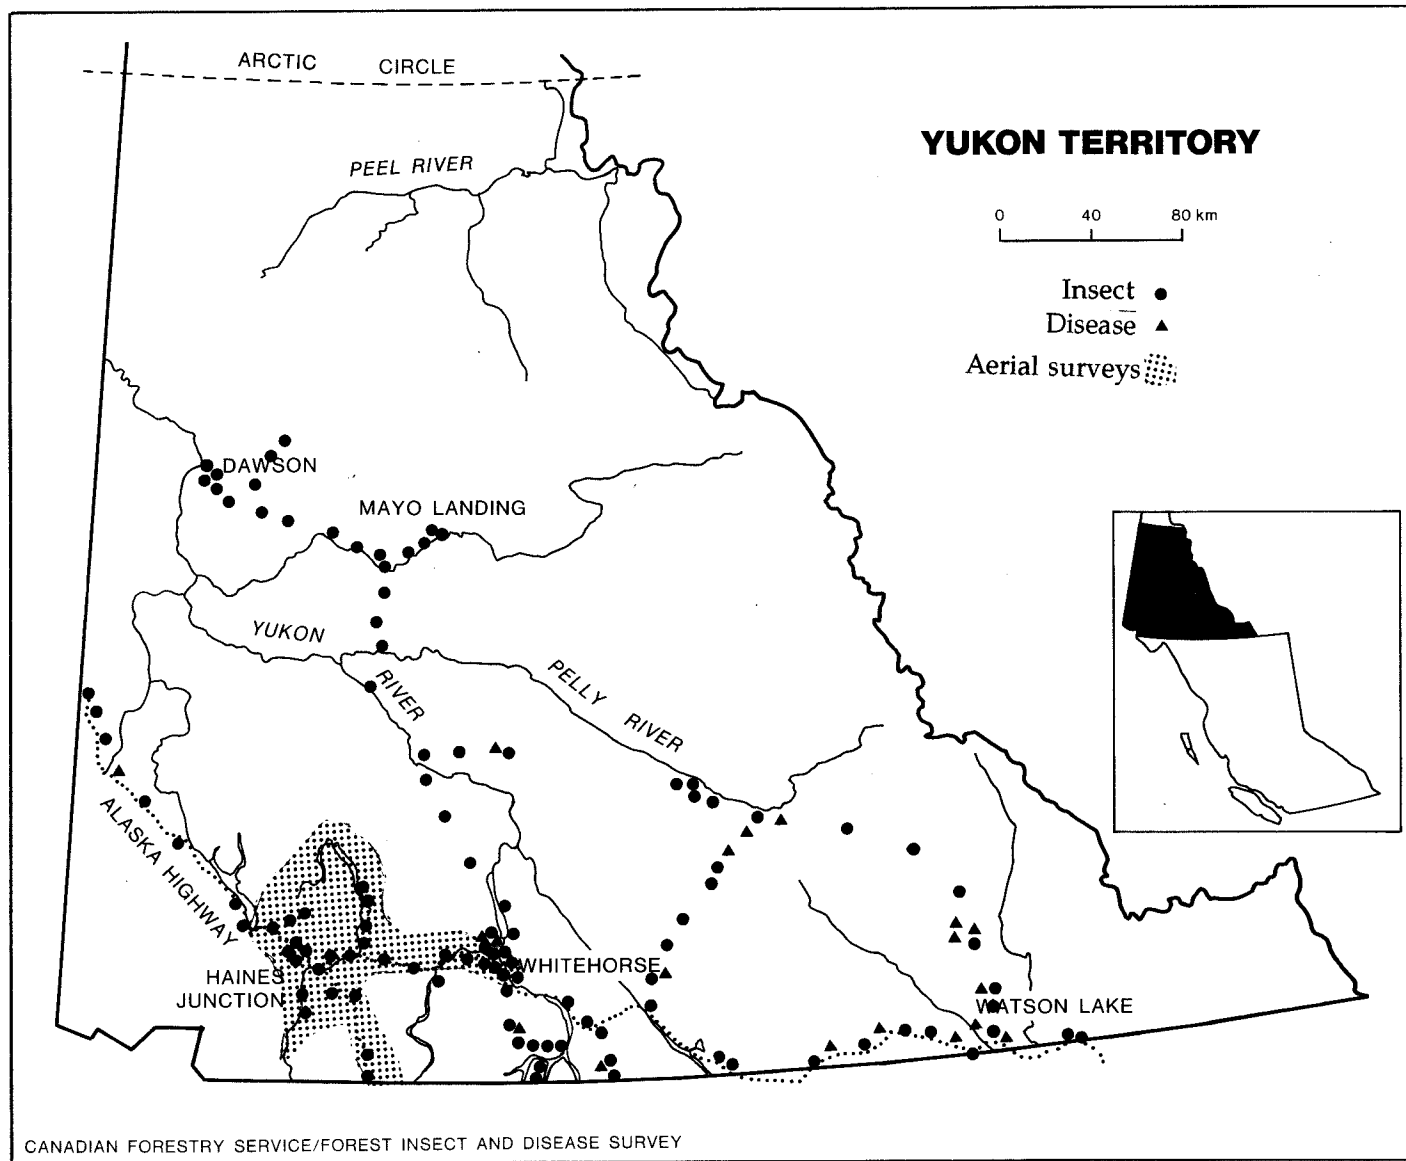 ARCTIC CIRCLE
YUKON TERRITORY
PEEL RIVER
0 40 80 km
Insect
Disease
Aerial surveys
DAWSON
MAYO LANDING
YUKON
RIVER
PELLY RIVER
ALASKA HIGHWAY
HAINES
JUNCTION
WHITEHORSE
WATSON LAKE
CANADIAN FORESTRY SERVICE/FOREST INSECT AND DISEASE SURVEY